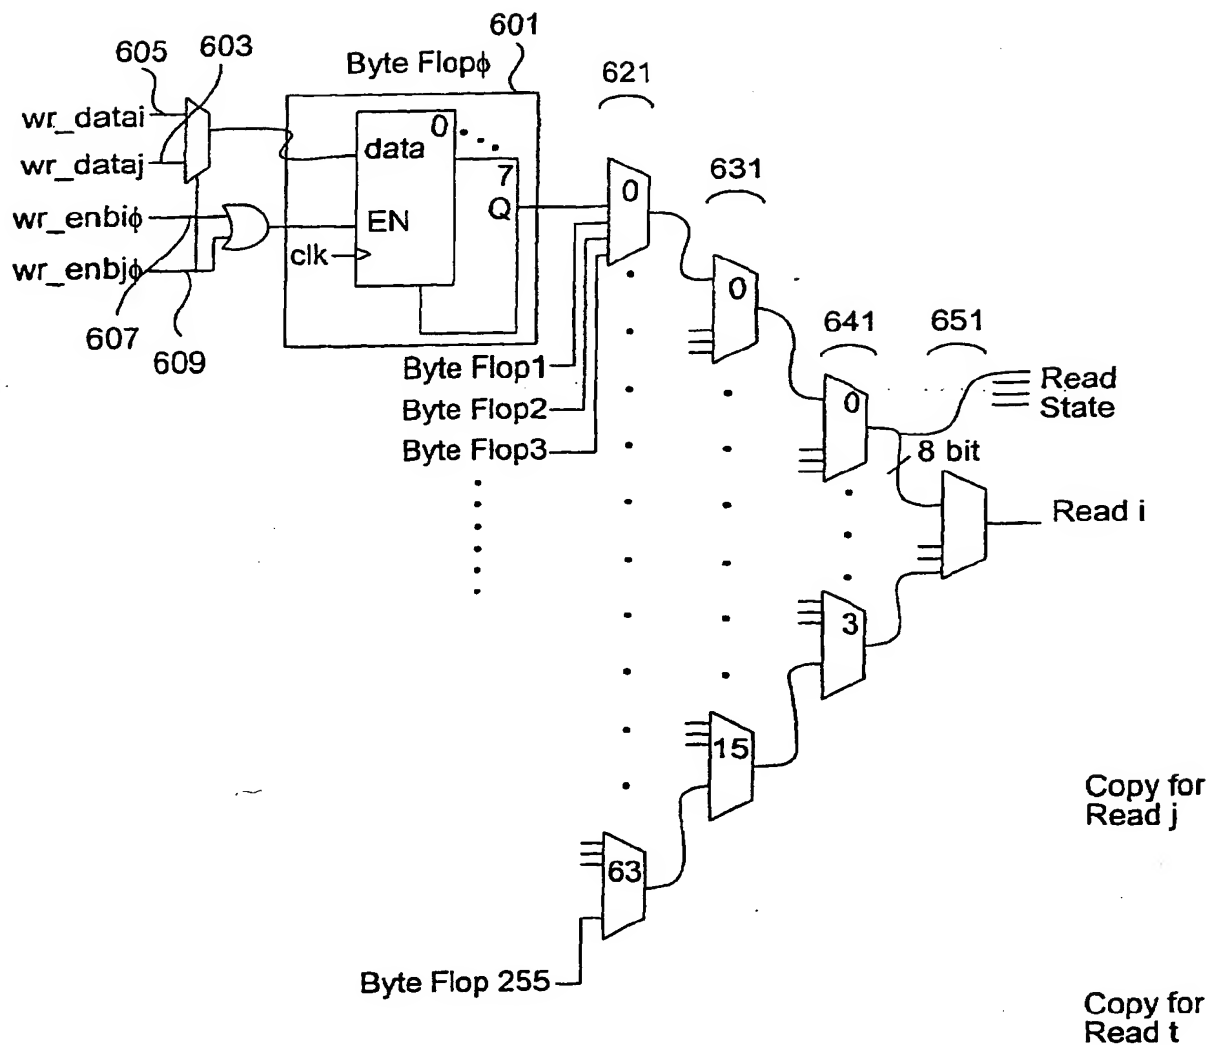 601
605
603
Byte Flopϕ
621
wr_datai
wr_dataj
wr_enbiϕ
wr_enbjϕ
607
609
data
0
7
Q
EN
clk
0
631
0
641
651
0
Byte Flop1
Byte Flop2
Byte Flop3
Read
State
8 bit
Read i
3
15
63
Byte Flop 255
Copy for
Read j
Copy for
Read t